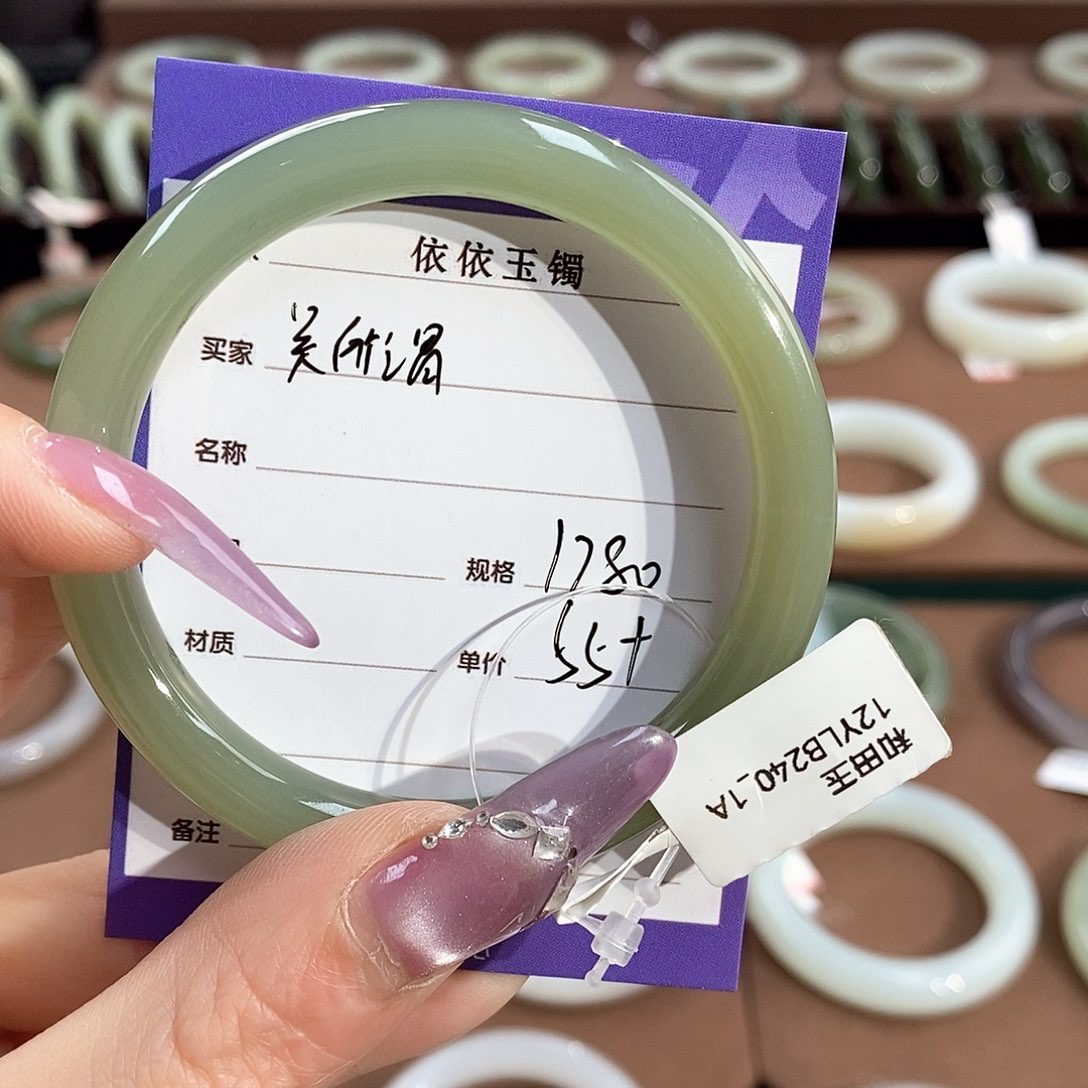 依依玉镯
买家
名称
规格 1780
材质
单价 55+
备注
和田玉
12YLB240_1A